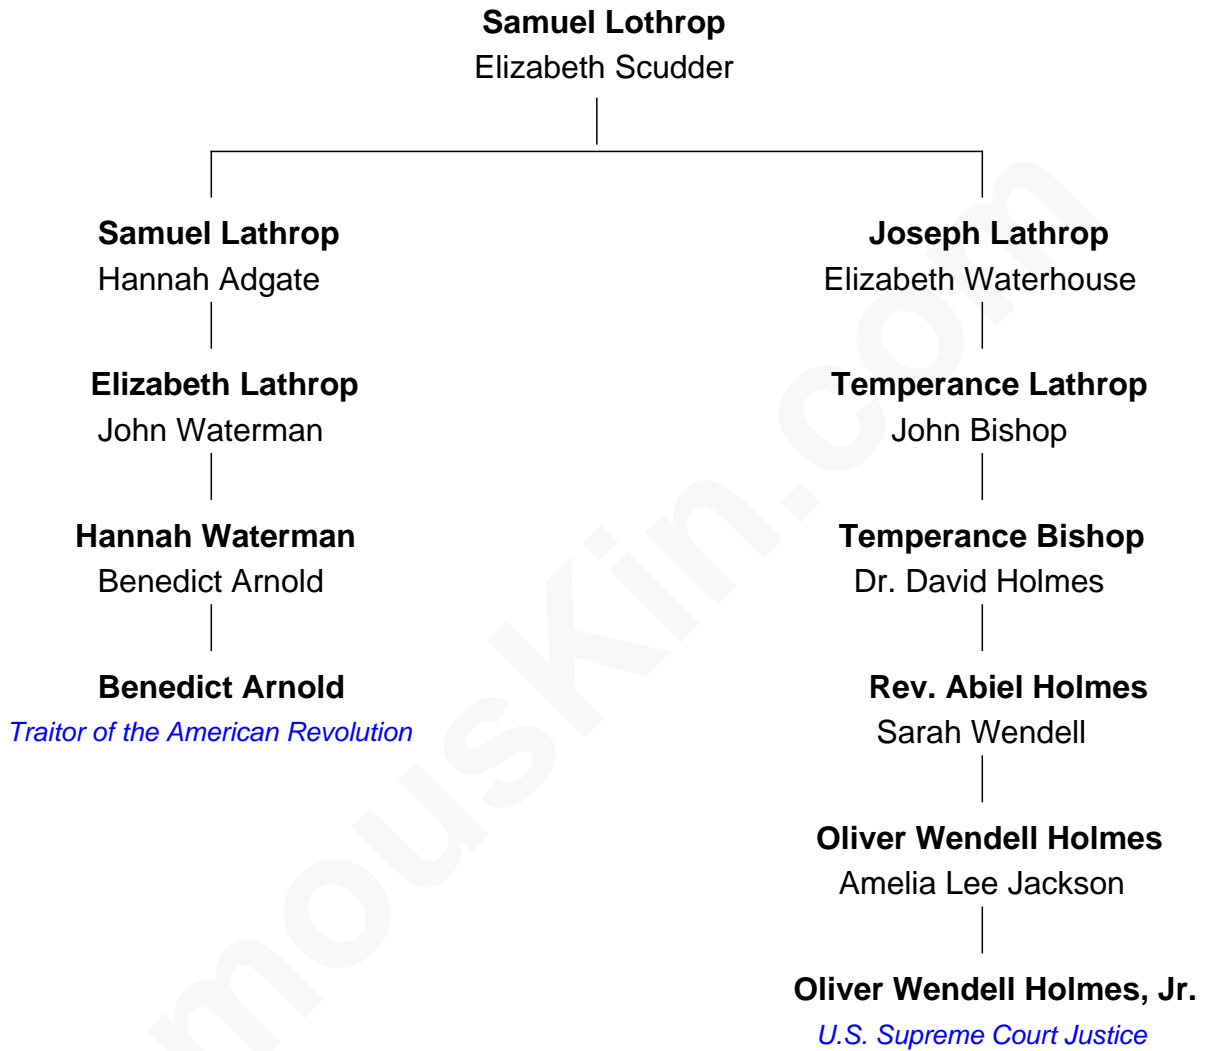 Samuel Lothrop
Elizabeth Scudder
Samuel Lathrop
Hannah Adgate
Joseph Lathrop
Elizabeth Waterhouse
Elizabeth Lathrop
John Waterman
Temperance Lathrop
John Bishop
Hannah Waterman
Benedict Arnold
Temperance Bishop
Dr. David Holmes
Benedict Arnold
Traitor of the American Revolution
Rev. Abiel Holmes
Sarah Wendell
Oliver Wendell Holmes
Amelia Lee Jackson
Oliver Wendell Holmes, Jr.
U.S. Supreme Court Justice
mousKin.com